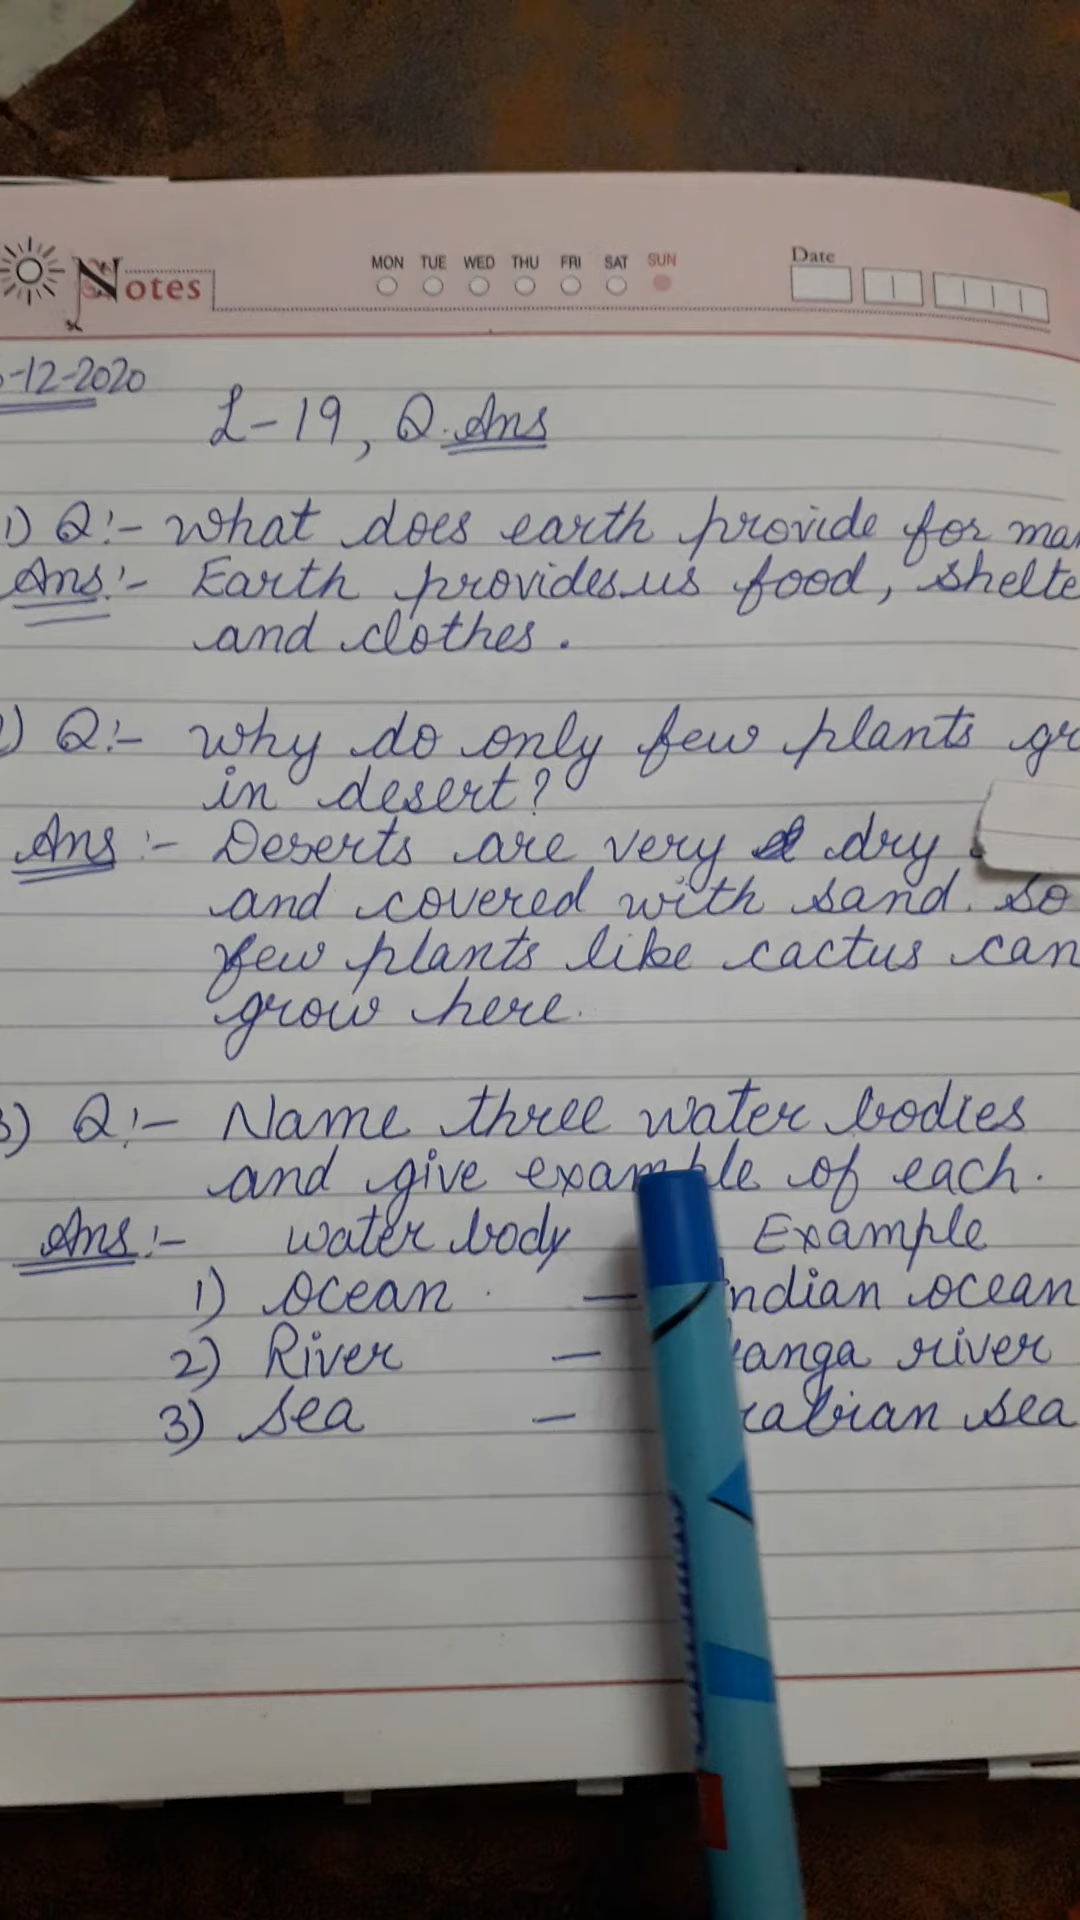 Notes
MON TUE WED THU FRI SAT SUN
Date
-12-2020
L-19, Q.Ans
1) Q:- What does earth provide for
Ans:- Earth provides us food,
and clothes.
Q:- Why do only few plants
in desert?
Ans:- Deserts are very dry
and covered with sand. So
few plants like cactus can
grow here.
3) Q:- Name three water bodies
and give example of each.
Ans:- Water body Example
1) Ocean - Indian ocean
2) River - river
3) Sea - sea